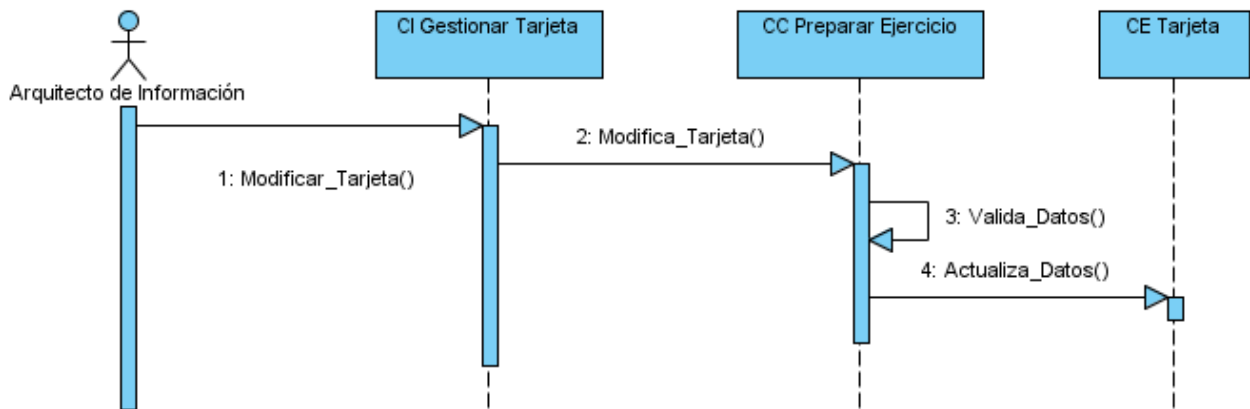 CI Gestionar Tarjeta
CC Preparar Ejercicio
CE Tarjeta
Arquitecto de Información
1: Modificar_Tarjeta()
2: Modifica_Tarjeta()
3: Valida_Datos()
4: Actualiza_Datos()